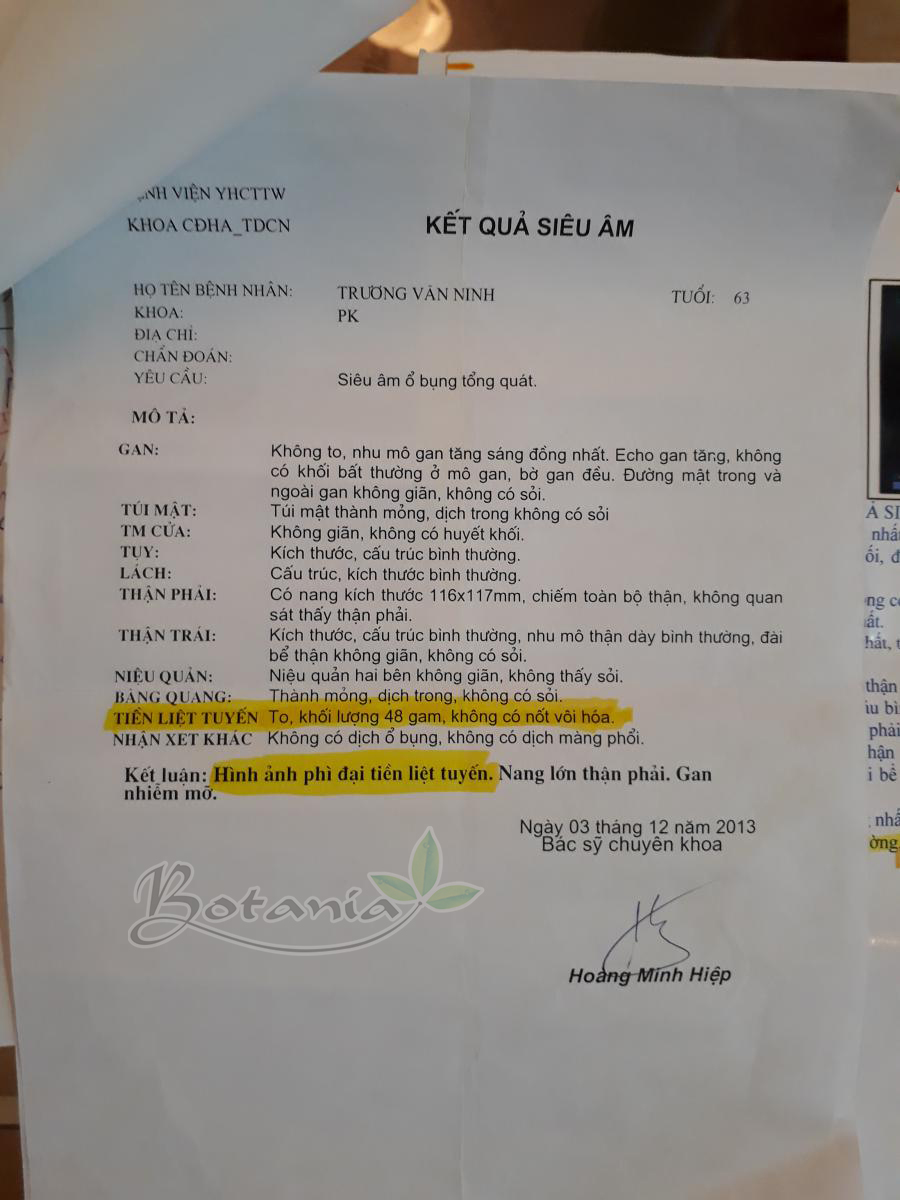 NH VIỆN YHCTTW
KHOA CĐHA_TDCN
KẾT QUẢ SIÊU ÂM
HỌ TÊN BỆNH NHÂN: TRƯƠNG VĂN NINH TUỔI: 63
KHOA: PK
ĐỊA CHỈ:
CHẨN ĐOÁN:
YÊU CẦU: Siêu âm ổ bụng tổng quát.
MÔ TẢ:
GAN: Không to, nhu mô gan tăng sáng đồng nhất. Echo gan tăng, không
có khối bất thường ở mô gan, bờ gan đều. Đường mật trong và
ngoài gan không giãn, không có sỏi.
TÚI MẬT: Túi mật thành mỏng, dịch trong không có sỏi
TM CỬA: Không giãn, không có huyết khối.
TỤY: Kích thước, cấu trúc bình thường.
LÁCH: Cấu trúc, kích thước bình thường.
THẬN PHẢI: Có nang kích thước 116x117mm, chiếm toàn bộ thận, không quan
sát thấy thận phải.
THẬN TRÁI: Kích thước, cấu trúc bình thường, nhu mô thận dày bình thường, đài
bể thận không giãn, không có sỏi.
NIỆU QUẢN: Niệu quản hai bên không giãn, không thấy sỏi.
BÀNG QUANG: Thành mỏng, dịch trong, không có sỏi.
TIỀN LIỆT TUYẾN To, khối lượng 48 gam, không có nốt vôi hóa.
NHẬN XET KHÁC Không có dịch ổ bụng, không có dịch màng phổi.
Kết luận: Hình ảnh phì đại tiền liệt tuyến. Nang lớn thận phải. Gan
nhiễm mỡ.
Ngày 03 tháng 12 năm 2013
Bác sỹ chuyên khoa
Botania
Hoàng Minh Hiệp